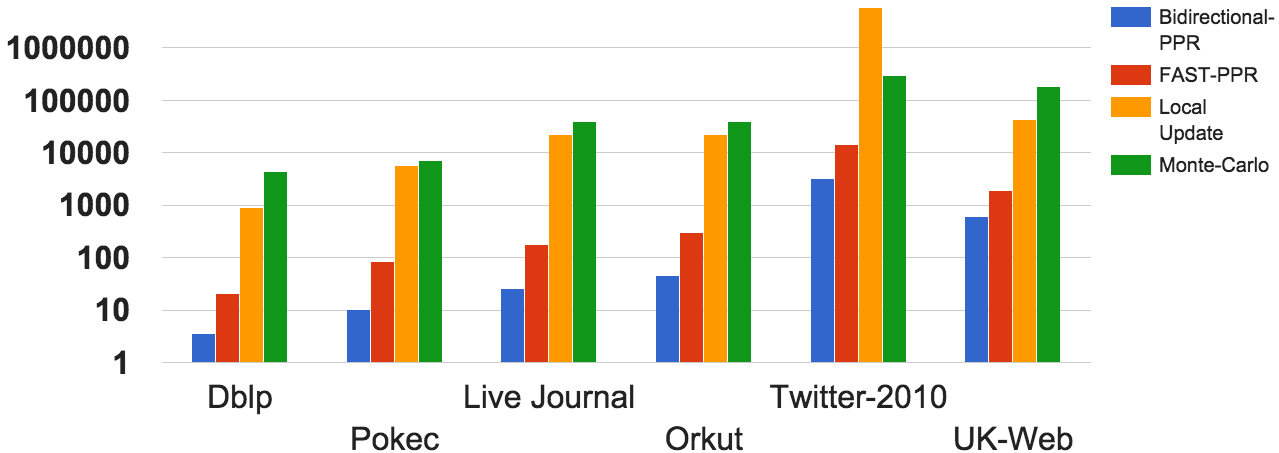 1000000
100000
10000
1000
100
10
1
Dblp
Pokec
Live Journal
Orkut
Twitter-2010
UK-Web
Bidirectional-
PPR
FAST-PPR
Local
Update
Monte-Carlo